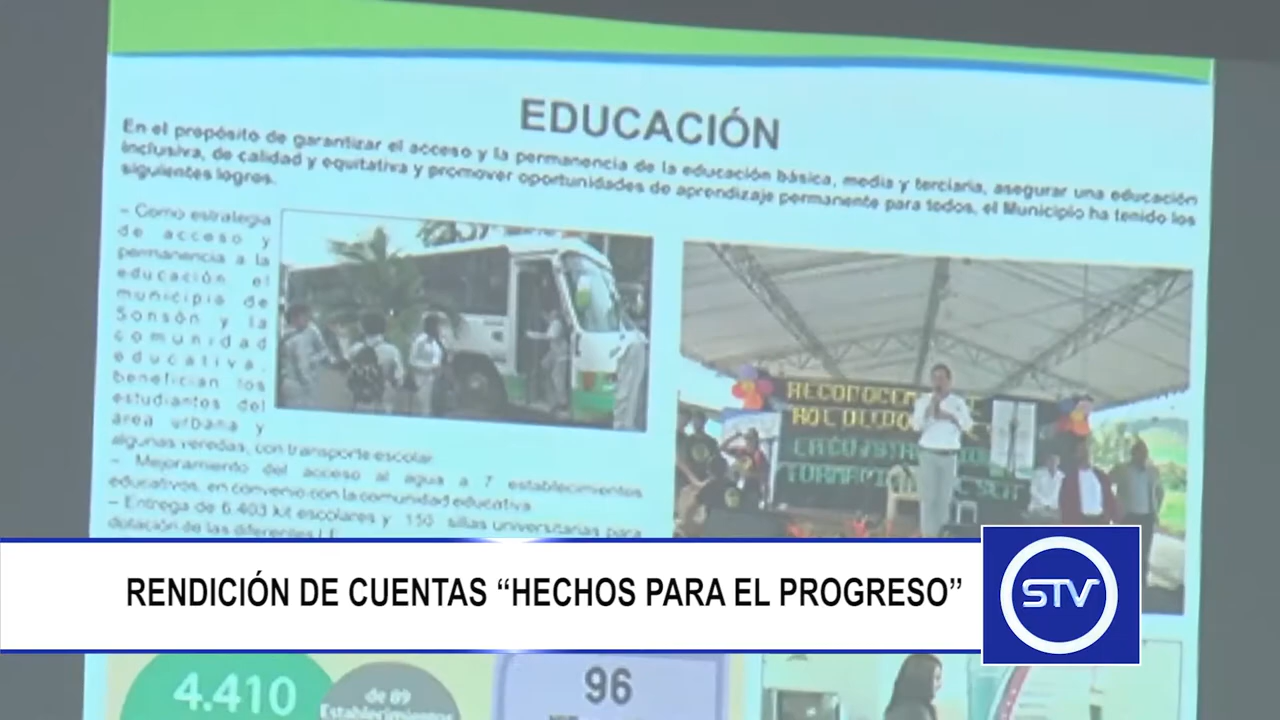 EDUCACIÓN
En el propósito de garantizar el acceso y la permanencia de la educación básica, media y terciaria, asegurar una educación
inclusiva, de calidad y equitativa y promover oportunidades de aprendizaje permanente para todos, el Municipio ha tenido los
siguientes logros.
– Como estrategia
de acceso y
permanencia a la
educación el
municipio de
Sonsón y la
comunidad
educativa,
benefician los
estudiantes del
área urbana y
algunas veredas, con transporte escolar
– Mejoramiento del acceso al agua a 7 establecimientos
educativos, en convenio con la comunidad educativa
– Entrega de 6.403 kit escolares y 150 sillas universitarias para
dotación de las diferentes I.E
RENDICIÓN DE CUENTAS “HECHOS PARA EL PROGRESO”
STV
4.410
de 89
Establecimientos
96